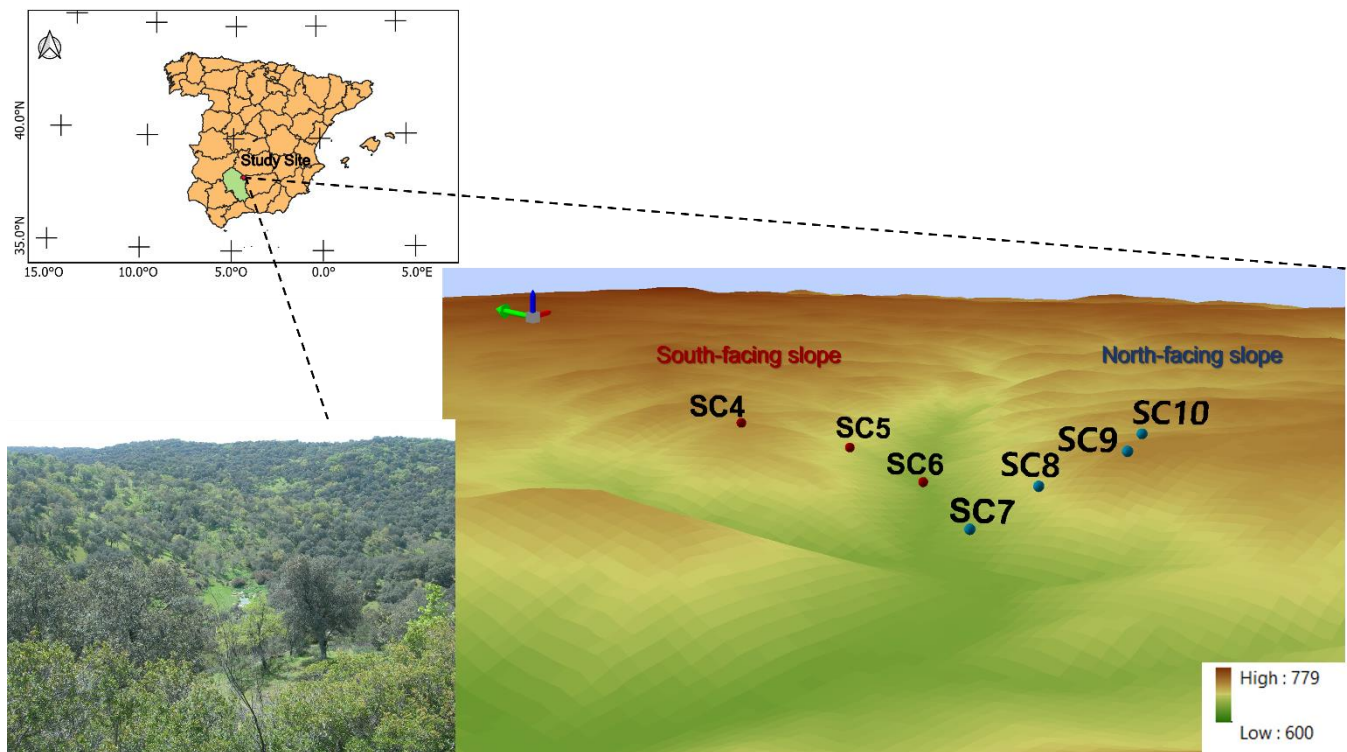 40.0°N
35.0°N
Study Site
15.0°O 10.0°O 5.0°O 0.0° 5.0°E
South-facing slope North-facing slope
SC4
SC5
SC6
SC7
SC8
SC9
SC10
High : 779
Low : 600